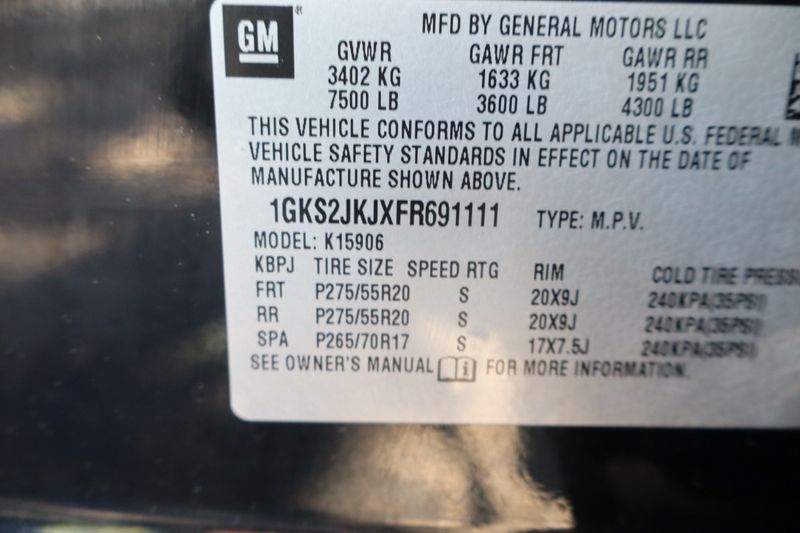 GM ®
MFD BY GENERAL MOTORS LLC
GVWR GAWR FRT GAWR RR
3402 KG 1633 KG 1951 KG
7500 LB 3600 LB 4300 LB
THIS VEHICLE CONFORMS TO ALL APPLICABLE U.S. FEDERAL M
VEHICLE SAFETY STANDARDS IN EFFECT ON THE DATE OF
MANUFACTURE SHOWN ABOVE.
1GKS2JKJXFR691111 TYPE: M.P.V.
MODEL: K15906
KBPJ TIRE SIZE SPEED RTG RIM COLD TIRE PRESSU
FRT P275/55R20 S 20X9J 240KPA(35PSI)
RR P275/55R20 S 20X9J 240KPA(35PSI)
SPA P265/70R17 S 17X7.5J 240KPA(35PSI)
SEE OWNER'S MANUAL i FOR MORE INFORMATION.